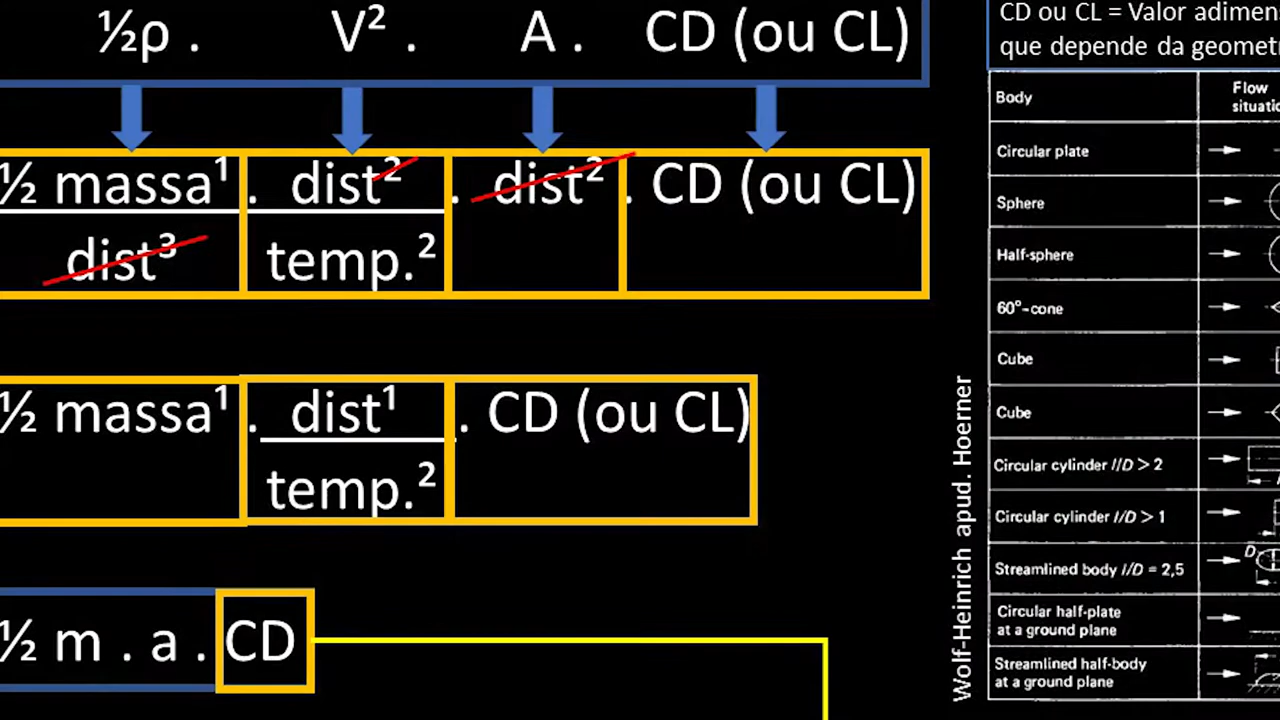 ½ρ . V² . A . CD (ou CL)
½ massa¹ . dist² . dist² . CD (ou CL)
dist³ temp.²
½ massa¹ . dist¹ . CD (ou CL)
temp.²
½ m . a . CD
CD ou CL = Valor adimens
que depende da geometr
Body Flow situatio
Circular plate
Sphere
Half-sphere
60°-cone
Cube
Cube
Circular cylinder l/D > 2
Circular cylinder l/D > 1
Streamlined body l/D = 2,5
D
Circular half-plate
at a ground plane
Streamlined half-body
at a ground plane
Wolf-Heinrich apud. Hoerner